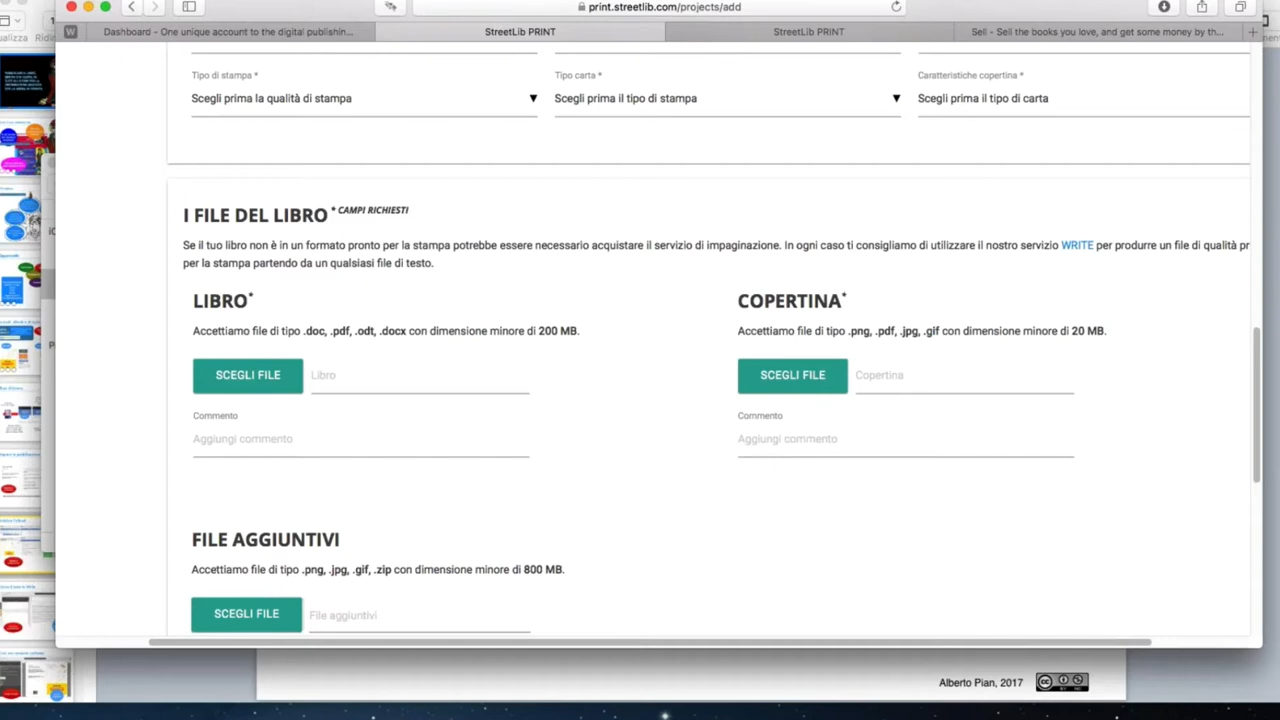 print.streetlib.com/projects/add
W
Dashboard - One unique account to the digital publishin...
StreetLib PRINT
StreetLib PRINT
Sell - Sell the books you love, and get some money by th...
Tipo di stampa *
Tipo carta *
Caratteristiche copertina *
Scegli prima la qualità di stampa
Scegli prima il tipo di stampa
Scegli prima il tipo di carta
I FILE DEL LIBRO * CAMPI RICHIESTI
Se il tuo libro non è in un formato pronto per la stampa potrebbe essere necessario acquistare il servizio di impaginazione. In ogni caso ti consigliamo di utilizzare il nostro servizio WRITE per produrre un file di qualità pr
per la stampa partendo da un qualsiasi file di testo.
LIBRO*
COPERTINA*
Accettiamo file di tipo .doc, .pdf, .odt, .docx con dimensione minore di 200 MB.
Accettiamo file di tipo .png, .pdf, .jpg, .gif con dimensione minore di 20 MB.
SCEGLI FILE
Libro
SCEGLI FILE
Copertina
Commento
Commento
Aggiungi commento
Aggiungi commento
FILE AGGIUNTIVI
Accettiamo file di tipo .png, .jpg, .gif, .zip con dimensione minore di 800 MB.
SCEGLI FILE
File aggiuntivi
Alberto Pian, 2017